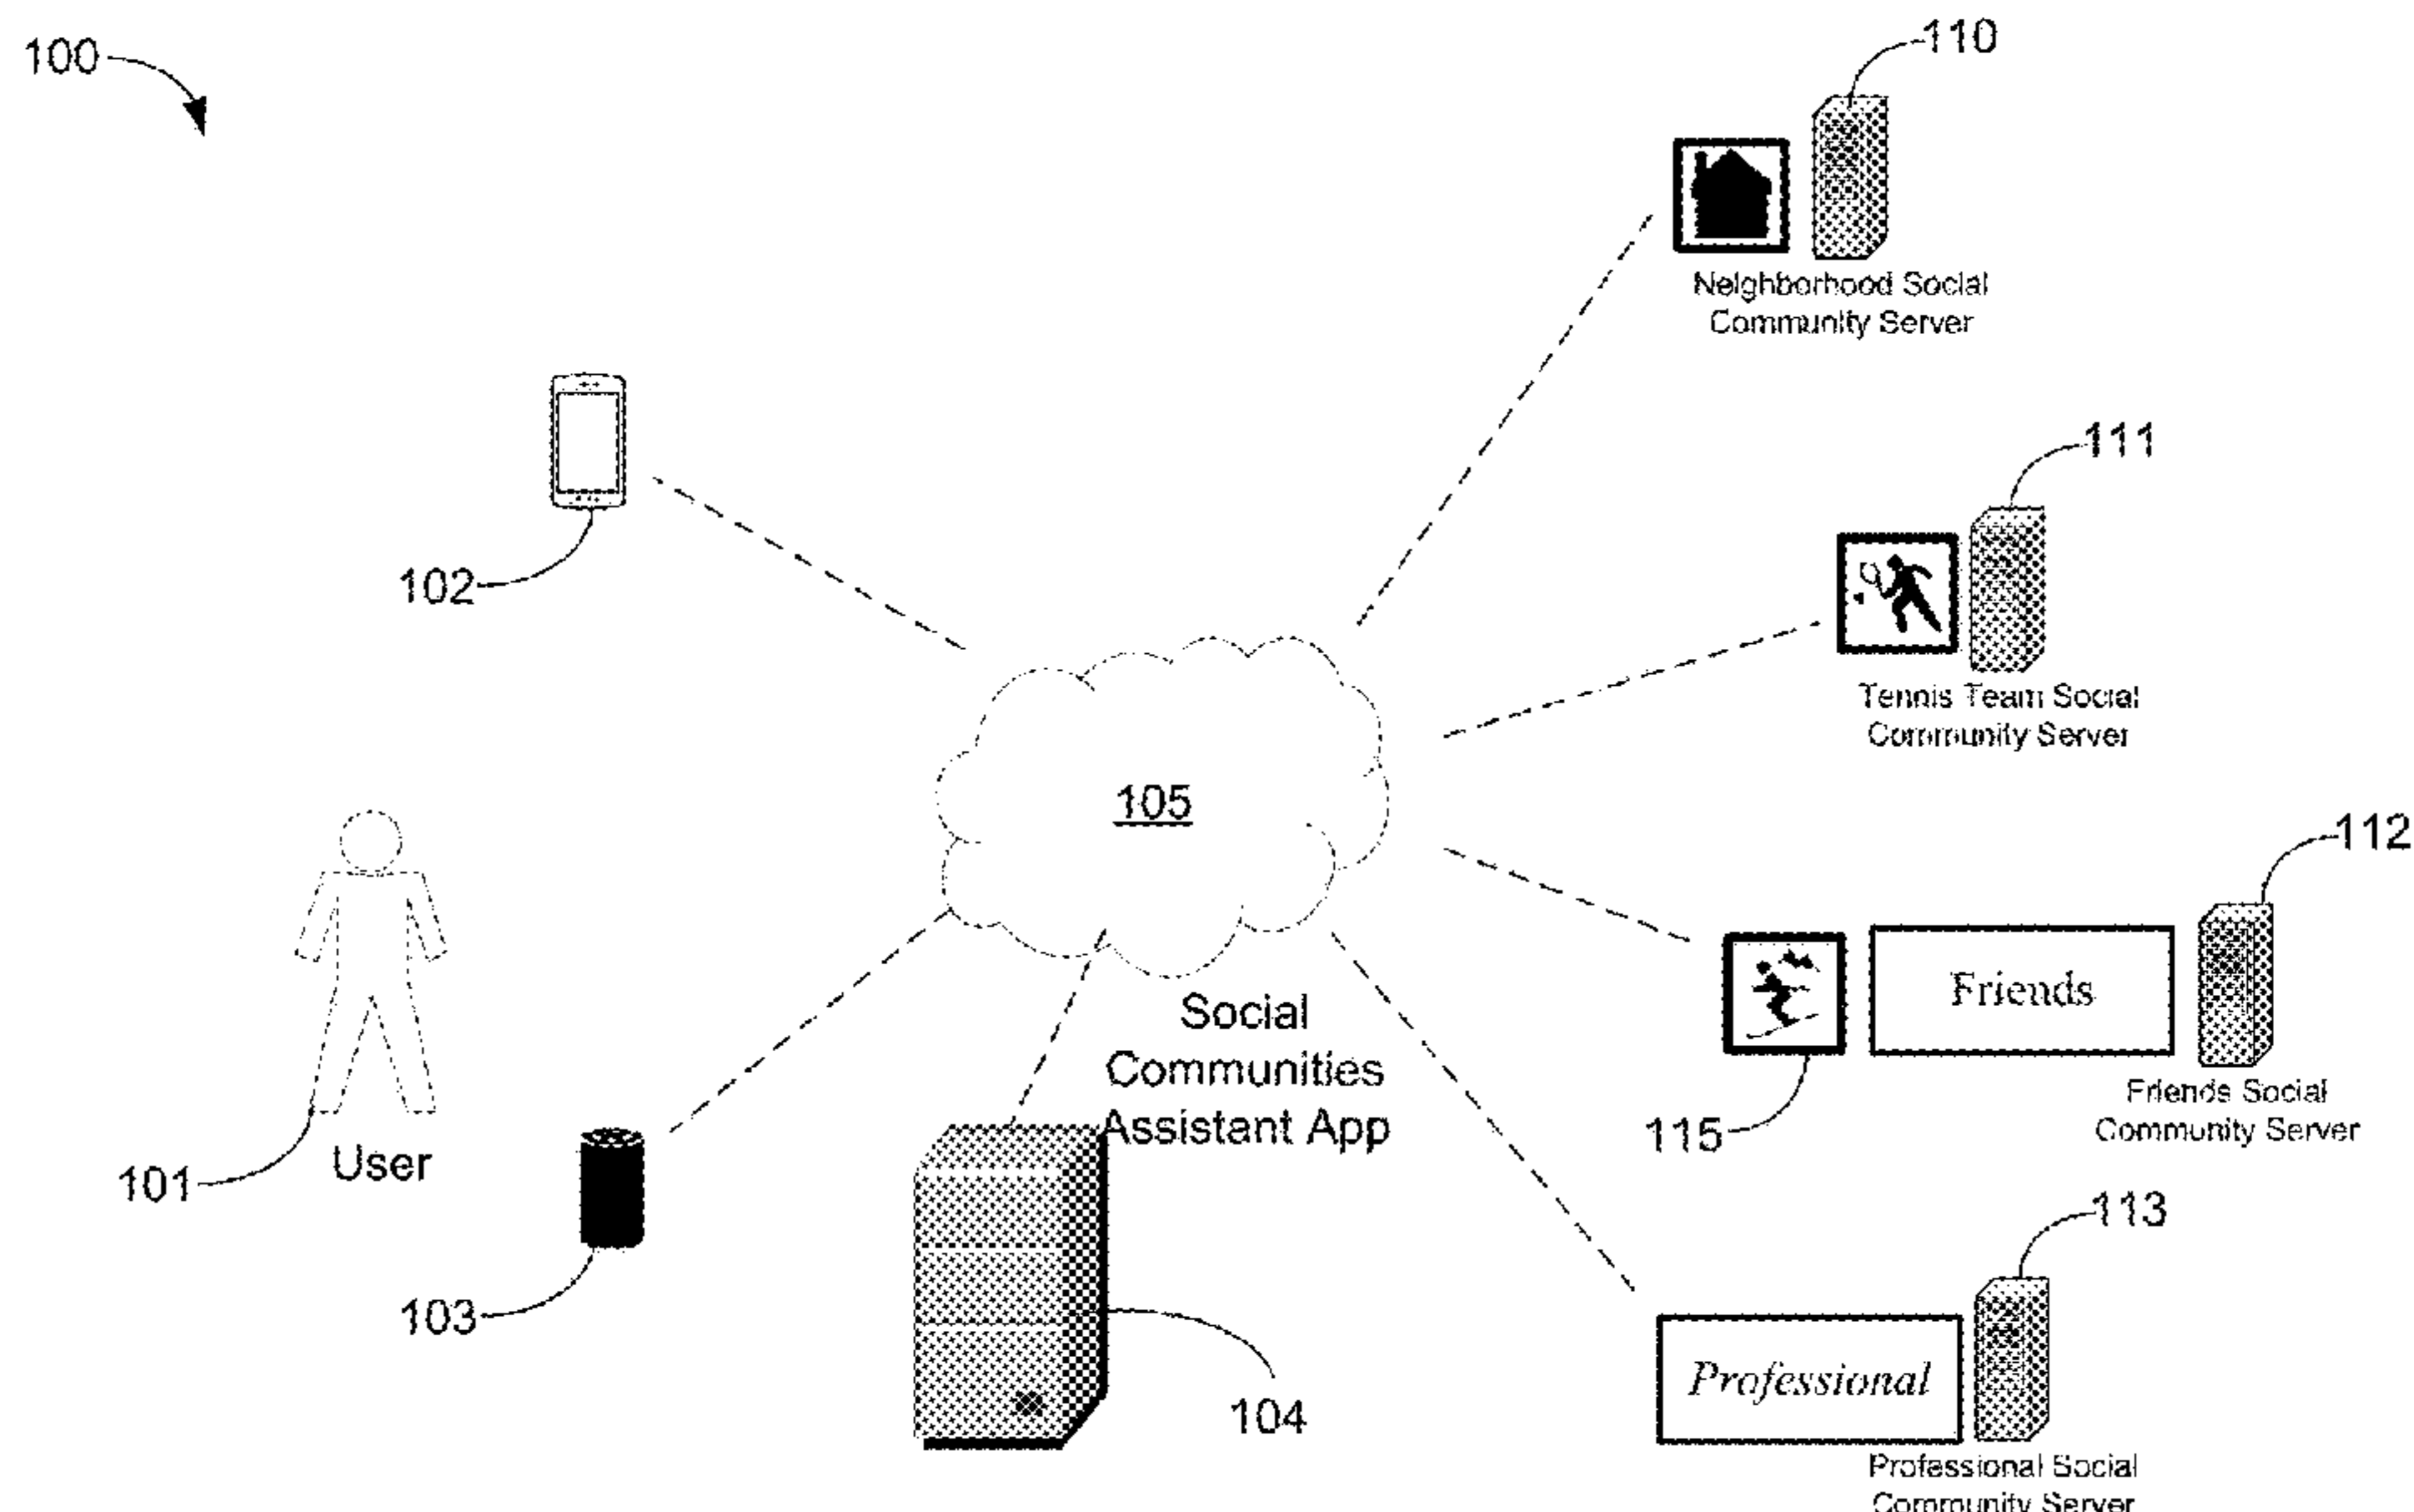 100
110
Neighborhood Social
Community Server
111
Tennis Team Social
Community Server
102
105
112
Friends
Friends Social
Community Server
115
Social
Communities
Assistant App
User
101
103
104
113
Professional
Professional Social
Community Server